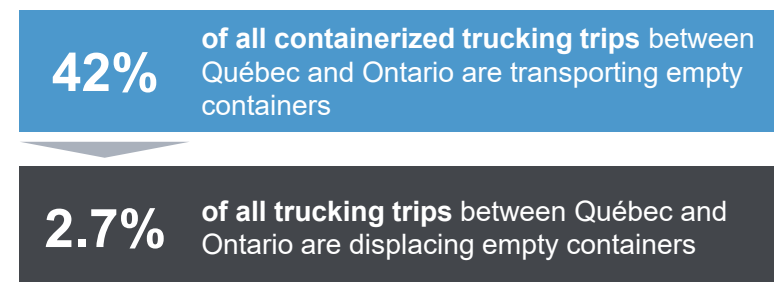 42%
of all containerized trucking trips between
Québec and Ontario are transporting empty
containers
2.7%
of all trucking trips between Québec and
Ontario are displacing empty containers